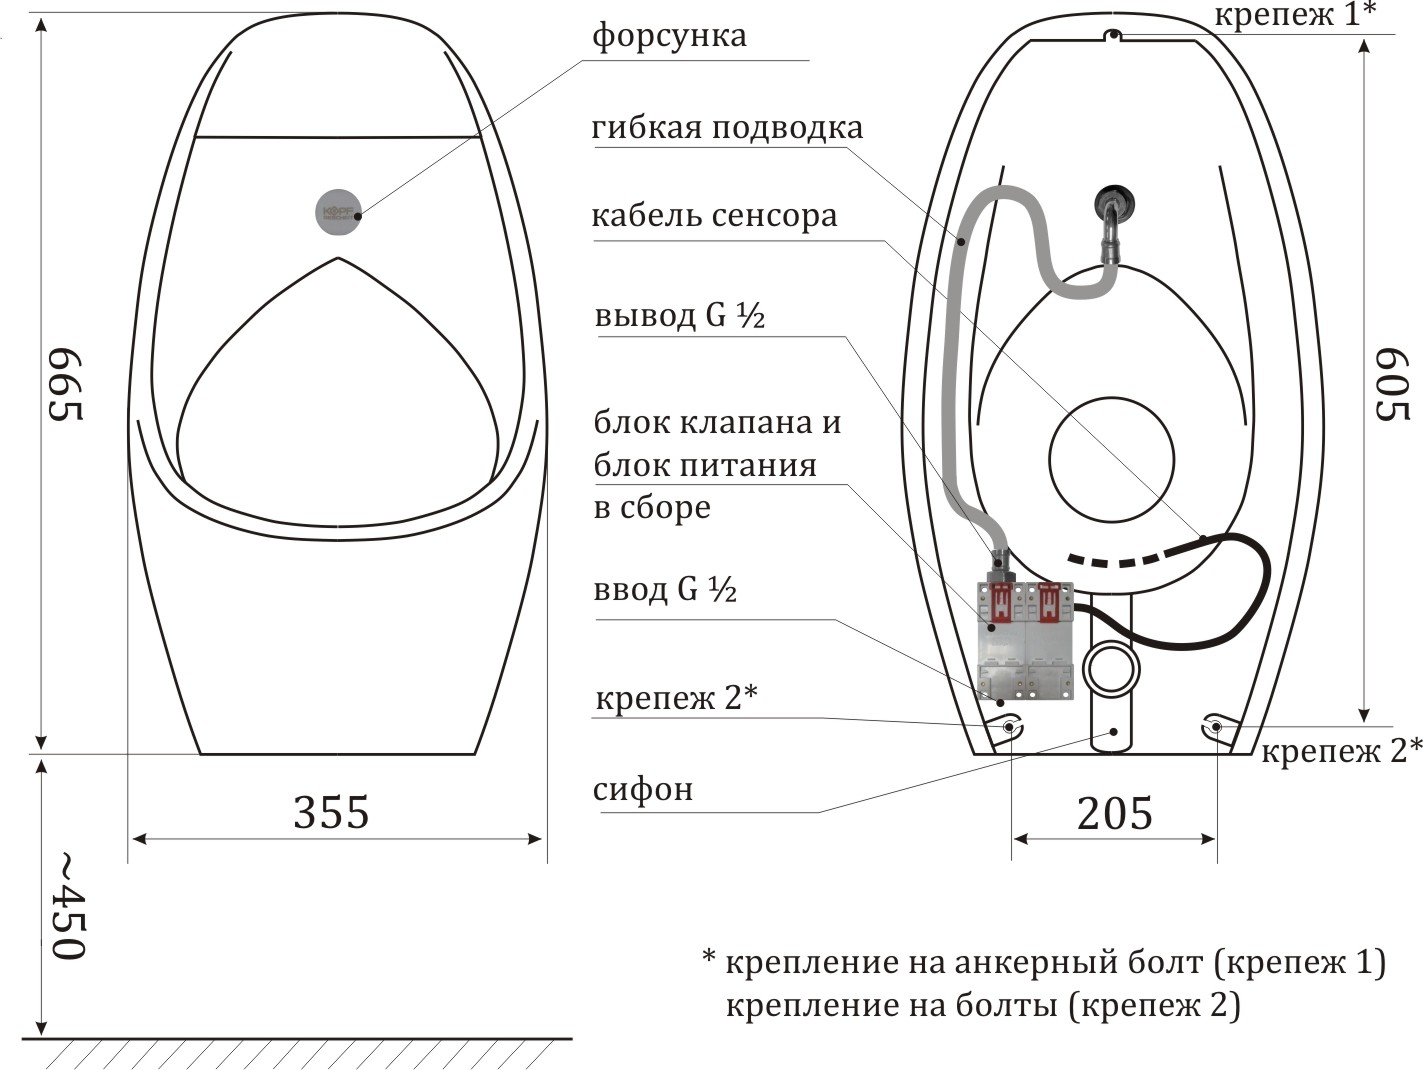 крепеж 1*
форсунка
гибкая подводка
кабель сенсора
вывод G ½
блок клапана и
блок питания
в сборе
ввод G ½
крепеж 2*
сифон
KOPF
665
605
крепеж 2*
355
205
~450
* крепление на анкерный болт (крепеж 1)
крепление на болты (крепеж 2)